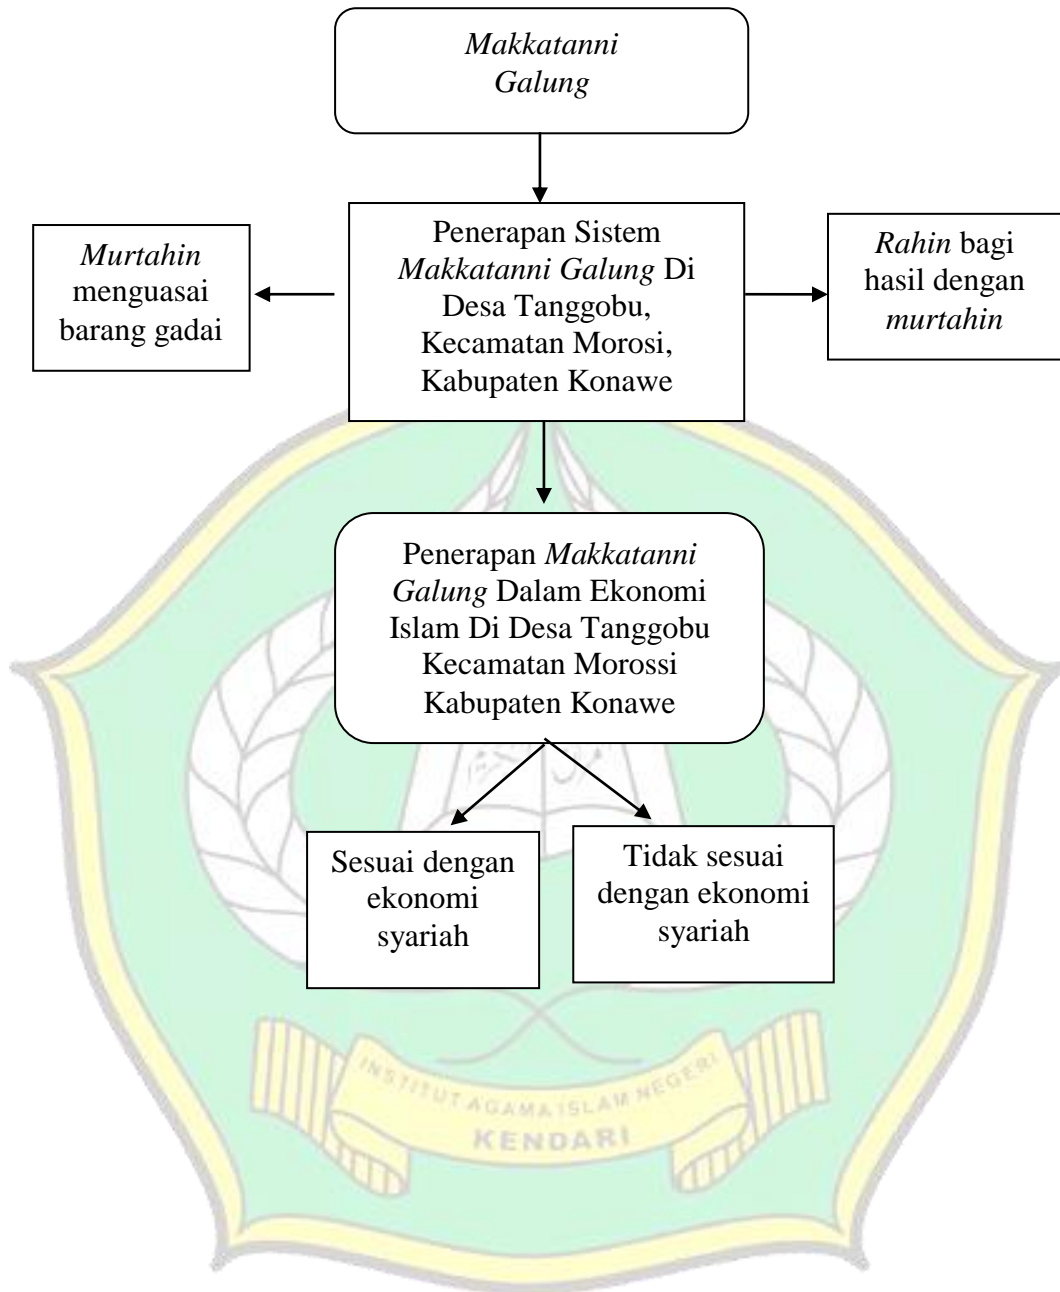 Makkatanni
Galung
Penerapan Sistem
Makkatanni Galung Di
Desa Tanggobu,
Kecamatan Morosi,
Kabupaten Konawe
Murtahin
menguasai
barang gadai
Rahin bagi
hasil dengan
murtahin
Penerapan Makkatanni
Galung Dalam Ekonomi
Islam Di Desa Tanggobu
Kecamatan Morossi
Kabupaten Konawe
Sesuai dengan
ekonomi
syariah
Tidak sesuai
dengan ekonomi
syariah
INSTITUT AGAMA ISLAM NEGERI
KENDARI